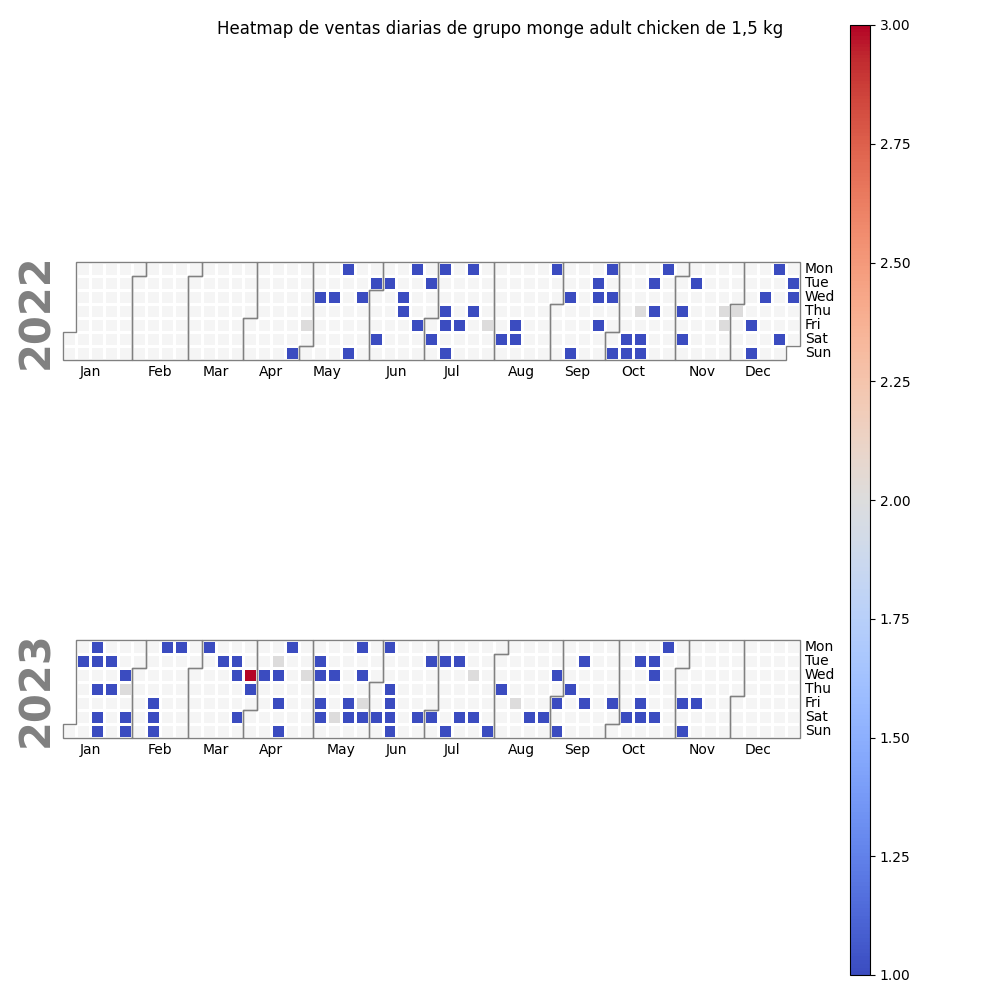 Heatmap de ventas diarias de grupo monge adult chicken de 1,5 kg
3.00
2.75
2.50
2.25
2.00
1.75
1.50
1.25
1.00
2022
Mon
Tue
Wed
Thu
Fri
Sat
Sun
Jan Feb Mar Apr May Jun Jul Aug Sep Oct Nov Dec
2023
Mon
Tue
Wed
Thu
Fri
Sat
Sun
Jan Feb Mar Apr May Jun Jul Aug Sep Oct Nov Dec